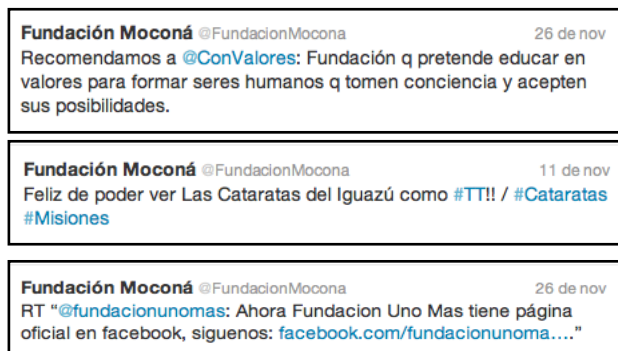 Fundación Moconá @FundacionMocona 26 de nov
Recomendamos a @ConValores: Fundación q pretende educar en
valores para formar seres humanos q tomen conciencia y acepten
sus posibilidades.
Fundación Moconá @FundacionMocona 11 de nov
Feliz de poder ver Las Cataratas del Iguazú como #TT!! / #Cataratas
#Misiones
Fundación Moconá @FundacionMocona 26 de nov
RT “@fundacionunomas: Ahora Fundacion Uno Mas tiene página
oficial en facebook, siguenos: facebook.com/fundacionunoma….”